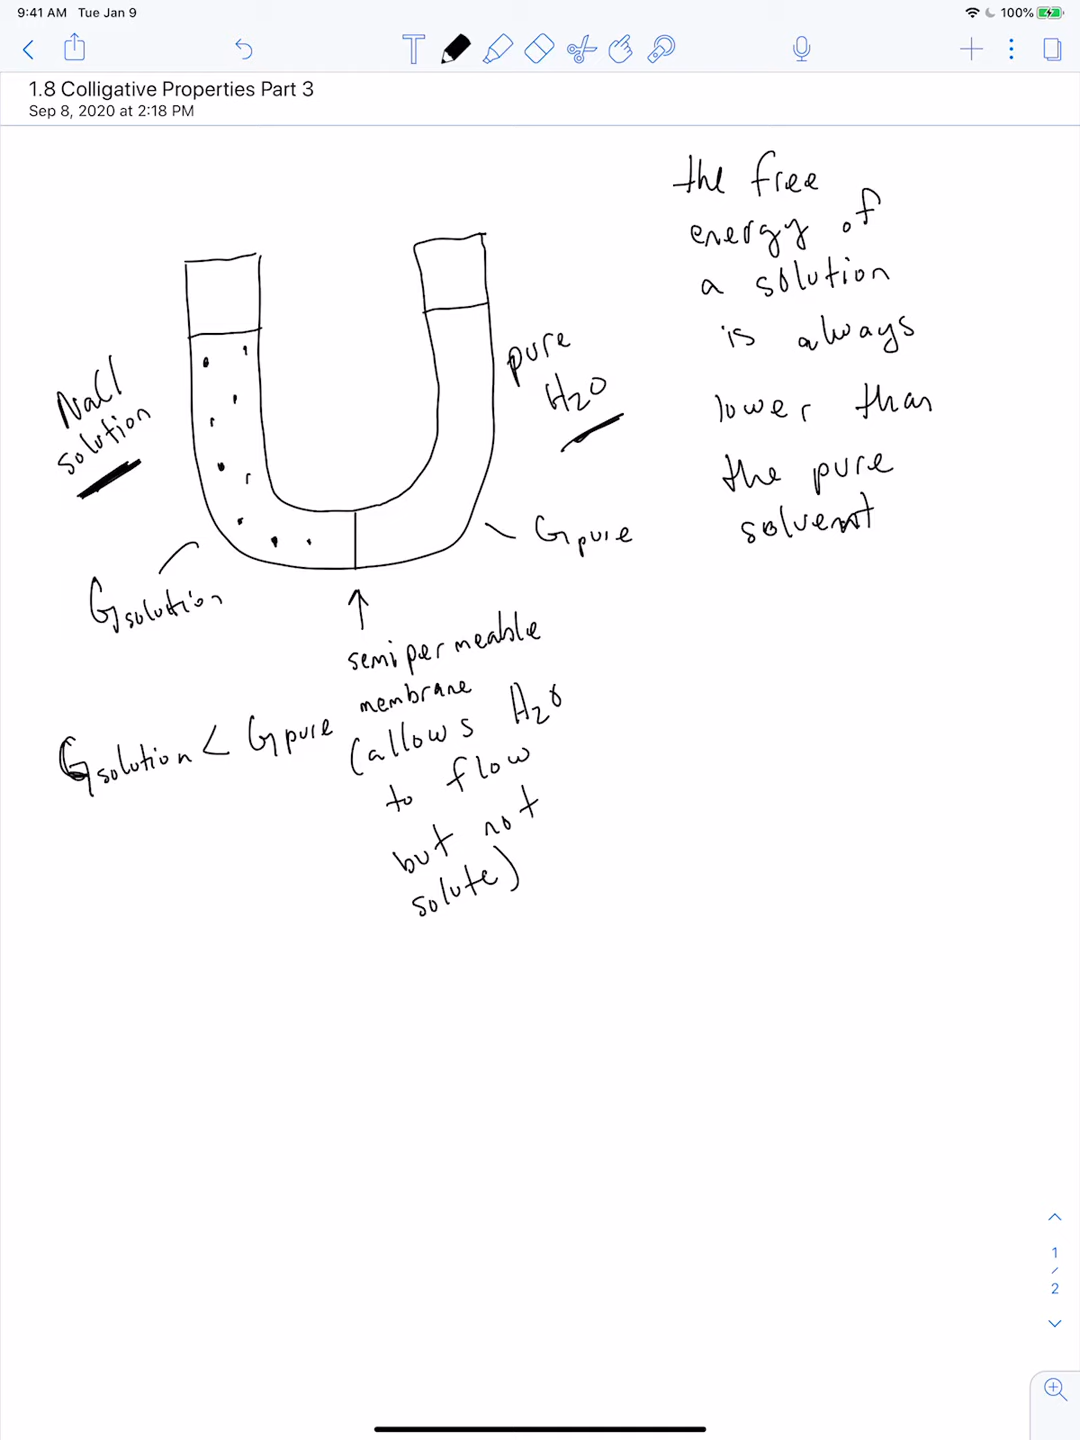 9:41 AM Tue Jan 9
100%
T
1.8 Colligative Properties Part 3
Sep 8, 2020 at 2:18 PM
the free
energy of
a solution
is always
lower than
the pure
solvent
NaCl
solution
pure
H2O
Gsolution
Gpure
semipermeable
membrane
(allows H2O
to flow
but not
solute)
Gsolution < Gpure
1
/
2